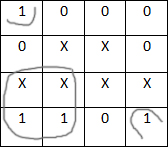 1 0 0 0
0 X X 0
X X X X
1 1 0 1